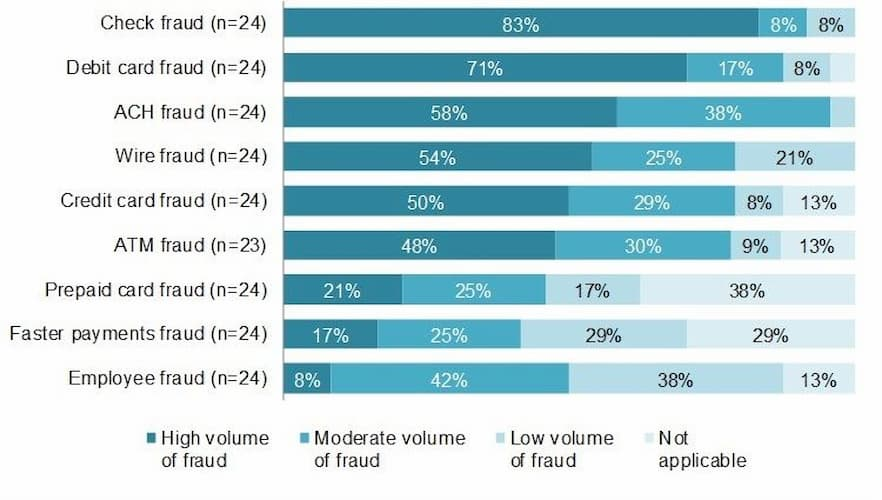 Check fraud (n=24) 83% 8% 8%
Debit card fraud (n=24) 71% 17% 8%
ACH fraud (n=24) 58% 38%
Wire fraud (n=24) 54% 25% 21%
Credit card fraud (n=24) 50% 29% 8% 13%
ATM fraud (n=23) 48% 30% 9% 13%
Prepaid card fraud (n=24) 21% 25% 17% 38%
Faster payments fraud (n=24) 17% 25% 29% 29%
Employee fraud (n=24) 8% 42% 38% 13%
High volume
of fraud
Moderate volume
of fraud
Low volume
of fraud
Not
applicable